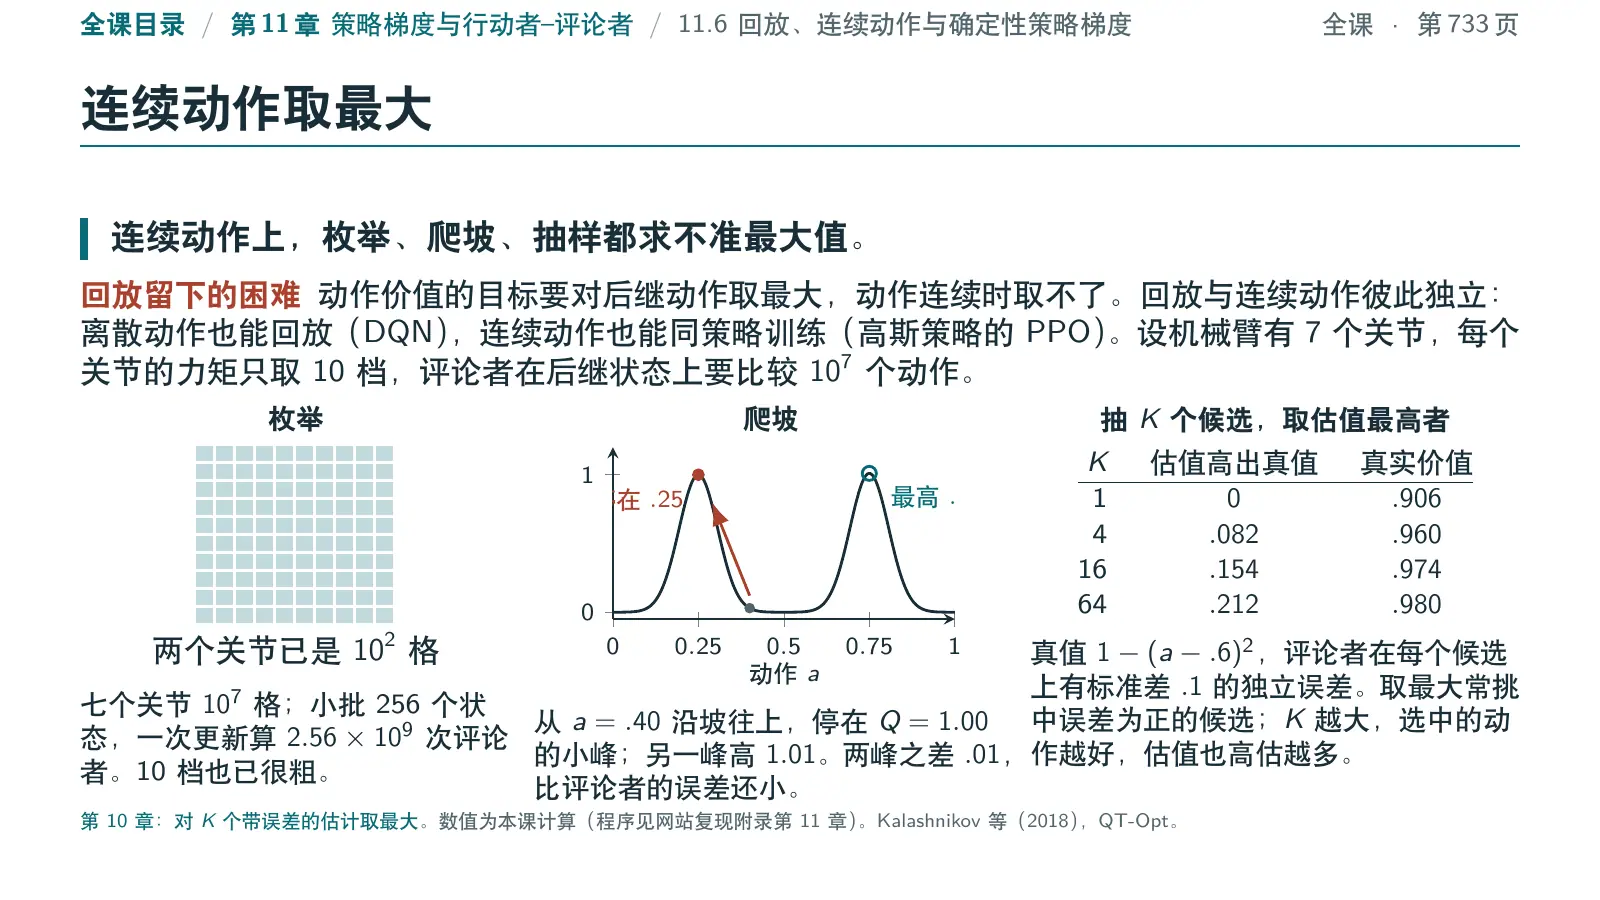 全课目录 / 第 11 章 策略梯度与行动者–评论者 / 11.6 回放、连续动作与确定性策略梯度 全课 · 第 733 页
连续动作取最大
连续动作上，枚举、爬坡、抽样都求不准最大值。
回放留下的困难 动作价值的目标要对后继动作取最大，动作连续时取不了。回放与连续动作彼此独立：
离散动作也能回放（DQN），连续动作也能同策略训练（高斯策略的 PPO）。设机械臂有 7 个关节，每个
关节的力矩只取 10 档，评论者在后继状态上要比较 10⁷ 个动作。
枚举
两个关节已是 10² 格
七个关节 10⁷ 格；小批 256 个状
态，一次更新算 2.56 × 10⁹ 次评论
者。10 档也已很粗。
爬坡
1
在 .25
最高 .
0
0 0.25 0.5 0.75 1
动作 a
从 a = .40 沿坡往上，停在 Q = 1.00
的小峰；另一峰高 1.01。两峰之差 .01，
比评论者的误差还小。
抽 K 个候选，取估值最高者
K 估值高出真值 真实价值
1 0 .906
4 .082 .960
16 .154 .974
64 .212 .980
真值 1 − (a − .6)²，评论者在每个候选
上有标准差 .1 的独立误差。取最大常挑
中误差为正的候选；K 越大，选中的动
作越好，估值也高估越多。
第 10 章：对 K 个带误差的估计取最大。数值为本课计算（程序见网站复现附录第 11 章）。Kalashnikov 等（2018），QT-Opt。